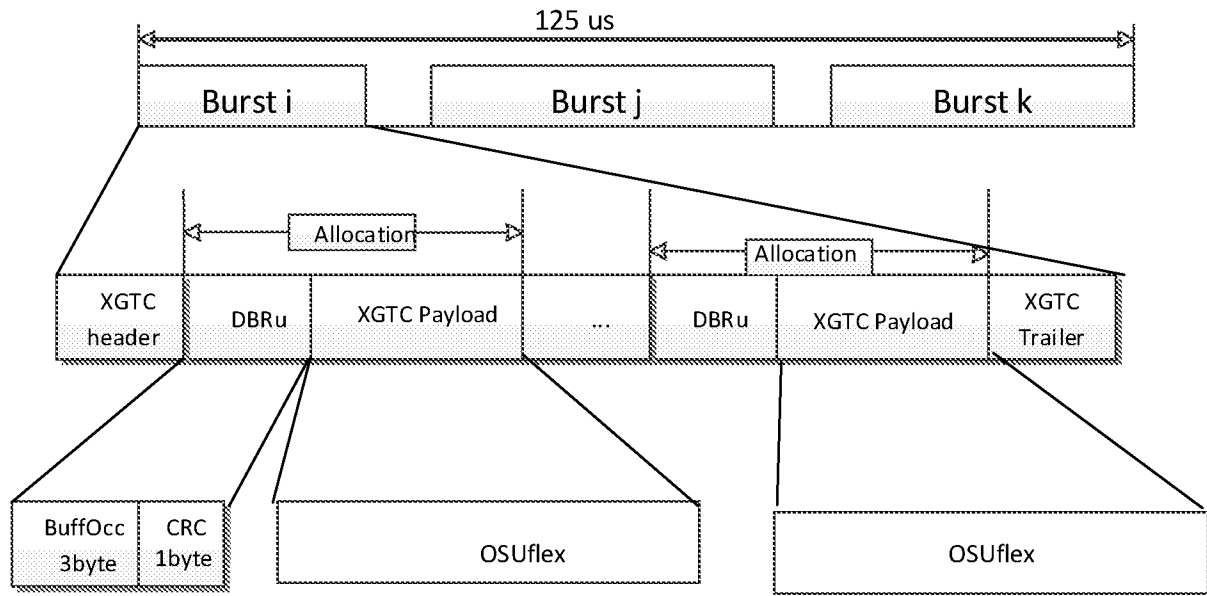 125 us
Burst i
Burst j
Burst k
Allocation
Allocation
XGTC
header
DBRu
XGTC Payload
...
DBRu
XGTC Payload
XGTC
Trailer
BuffOcc
3byte
CRC
1byte
OSUflex
OSUflex